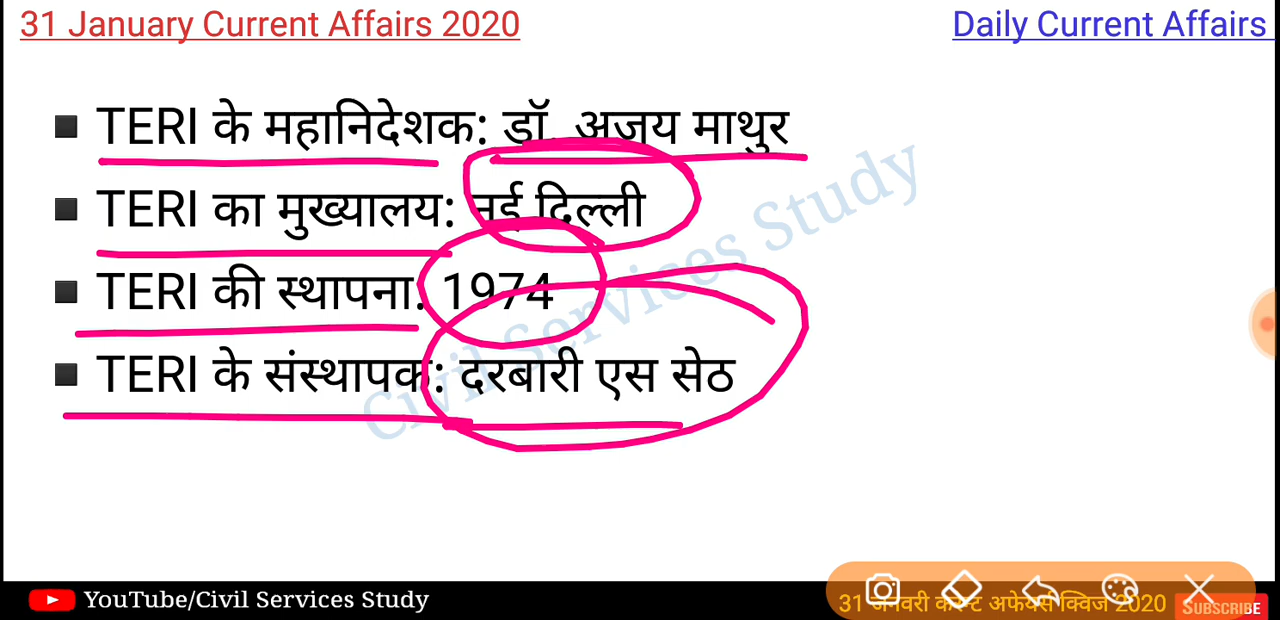 31 January Current Affairs 2020
Daily Current Affairs
▪ TERI के महानिदेशक: डॉ. अजय माथुर
▪ TERI का मुख्यालय: नई दिल्ली
▪ TERI की स्थापना: 1974
▪ TERI के संस्थापक: दरबारी एस सेठ
Civil Services Study
YouTube/Civil Services Study
31 जनवरी करेन्ट अफेयर्स क्विज 2020
SUBSCRIBE